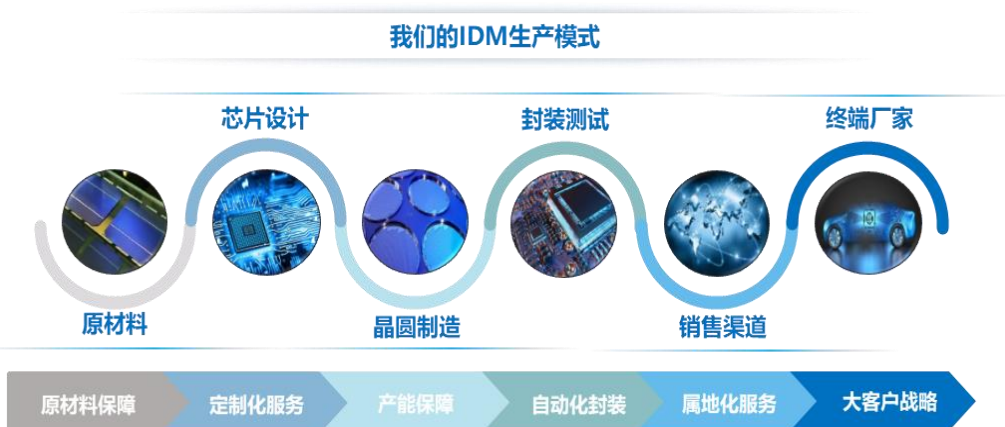 我们的IDM生产模式
芯片设计
封装测试
终端厂家
原材料
晶圆制造
销售渠道
原材料保障
定制化服务
产能保障
自动化封装
属地化服务
大客户战略